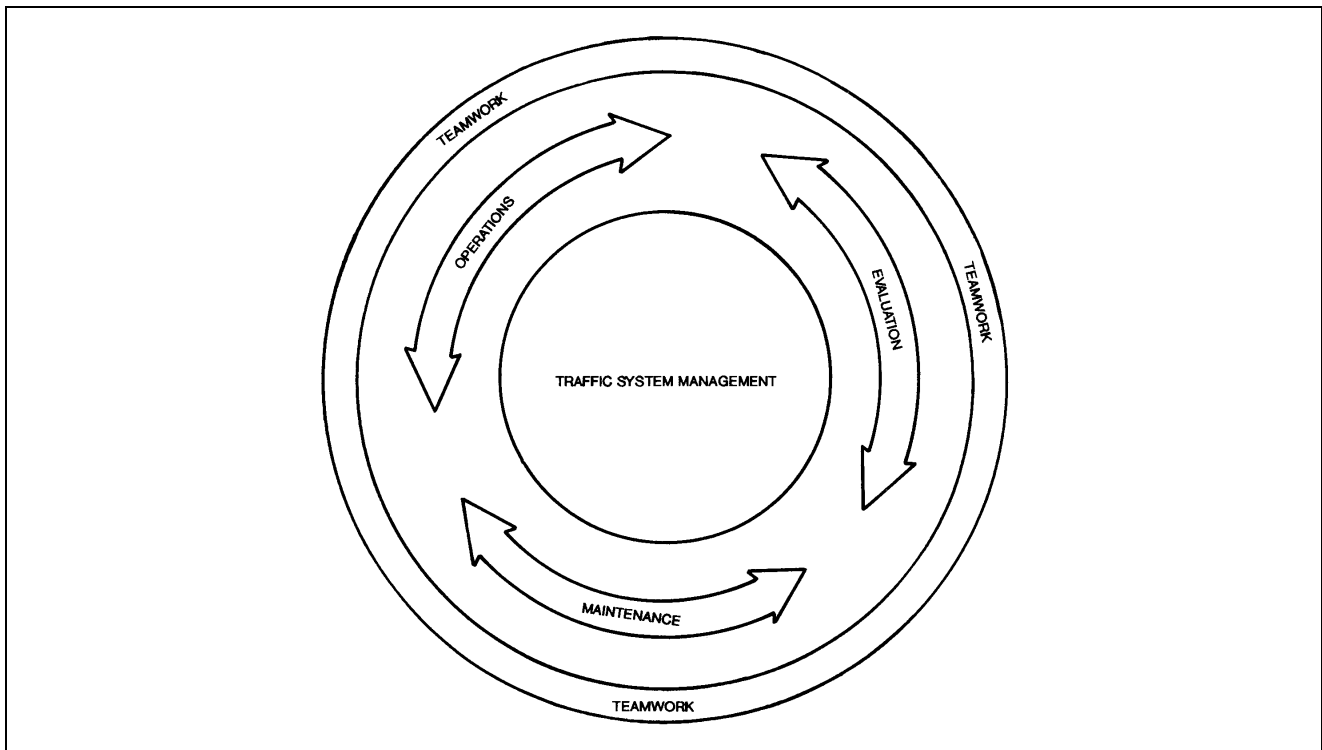 TEAMWORK
OPERATIONS
EVALUATION
TEAMWORK
TRAFFIC SYSTEM MANAGEMENT
MAINTENANCE
TEAMWORK